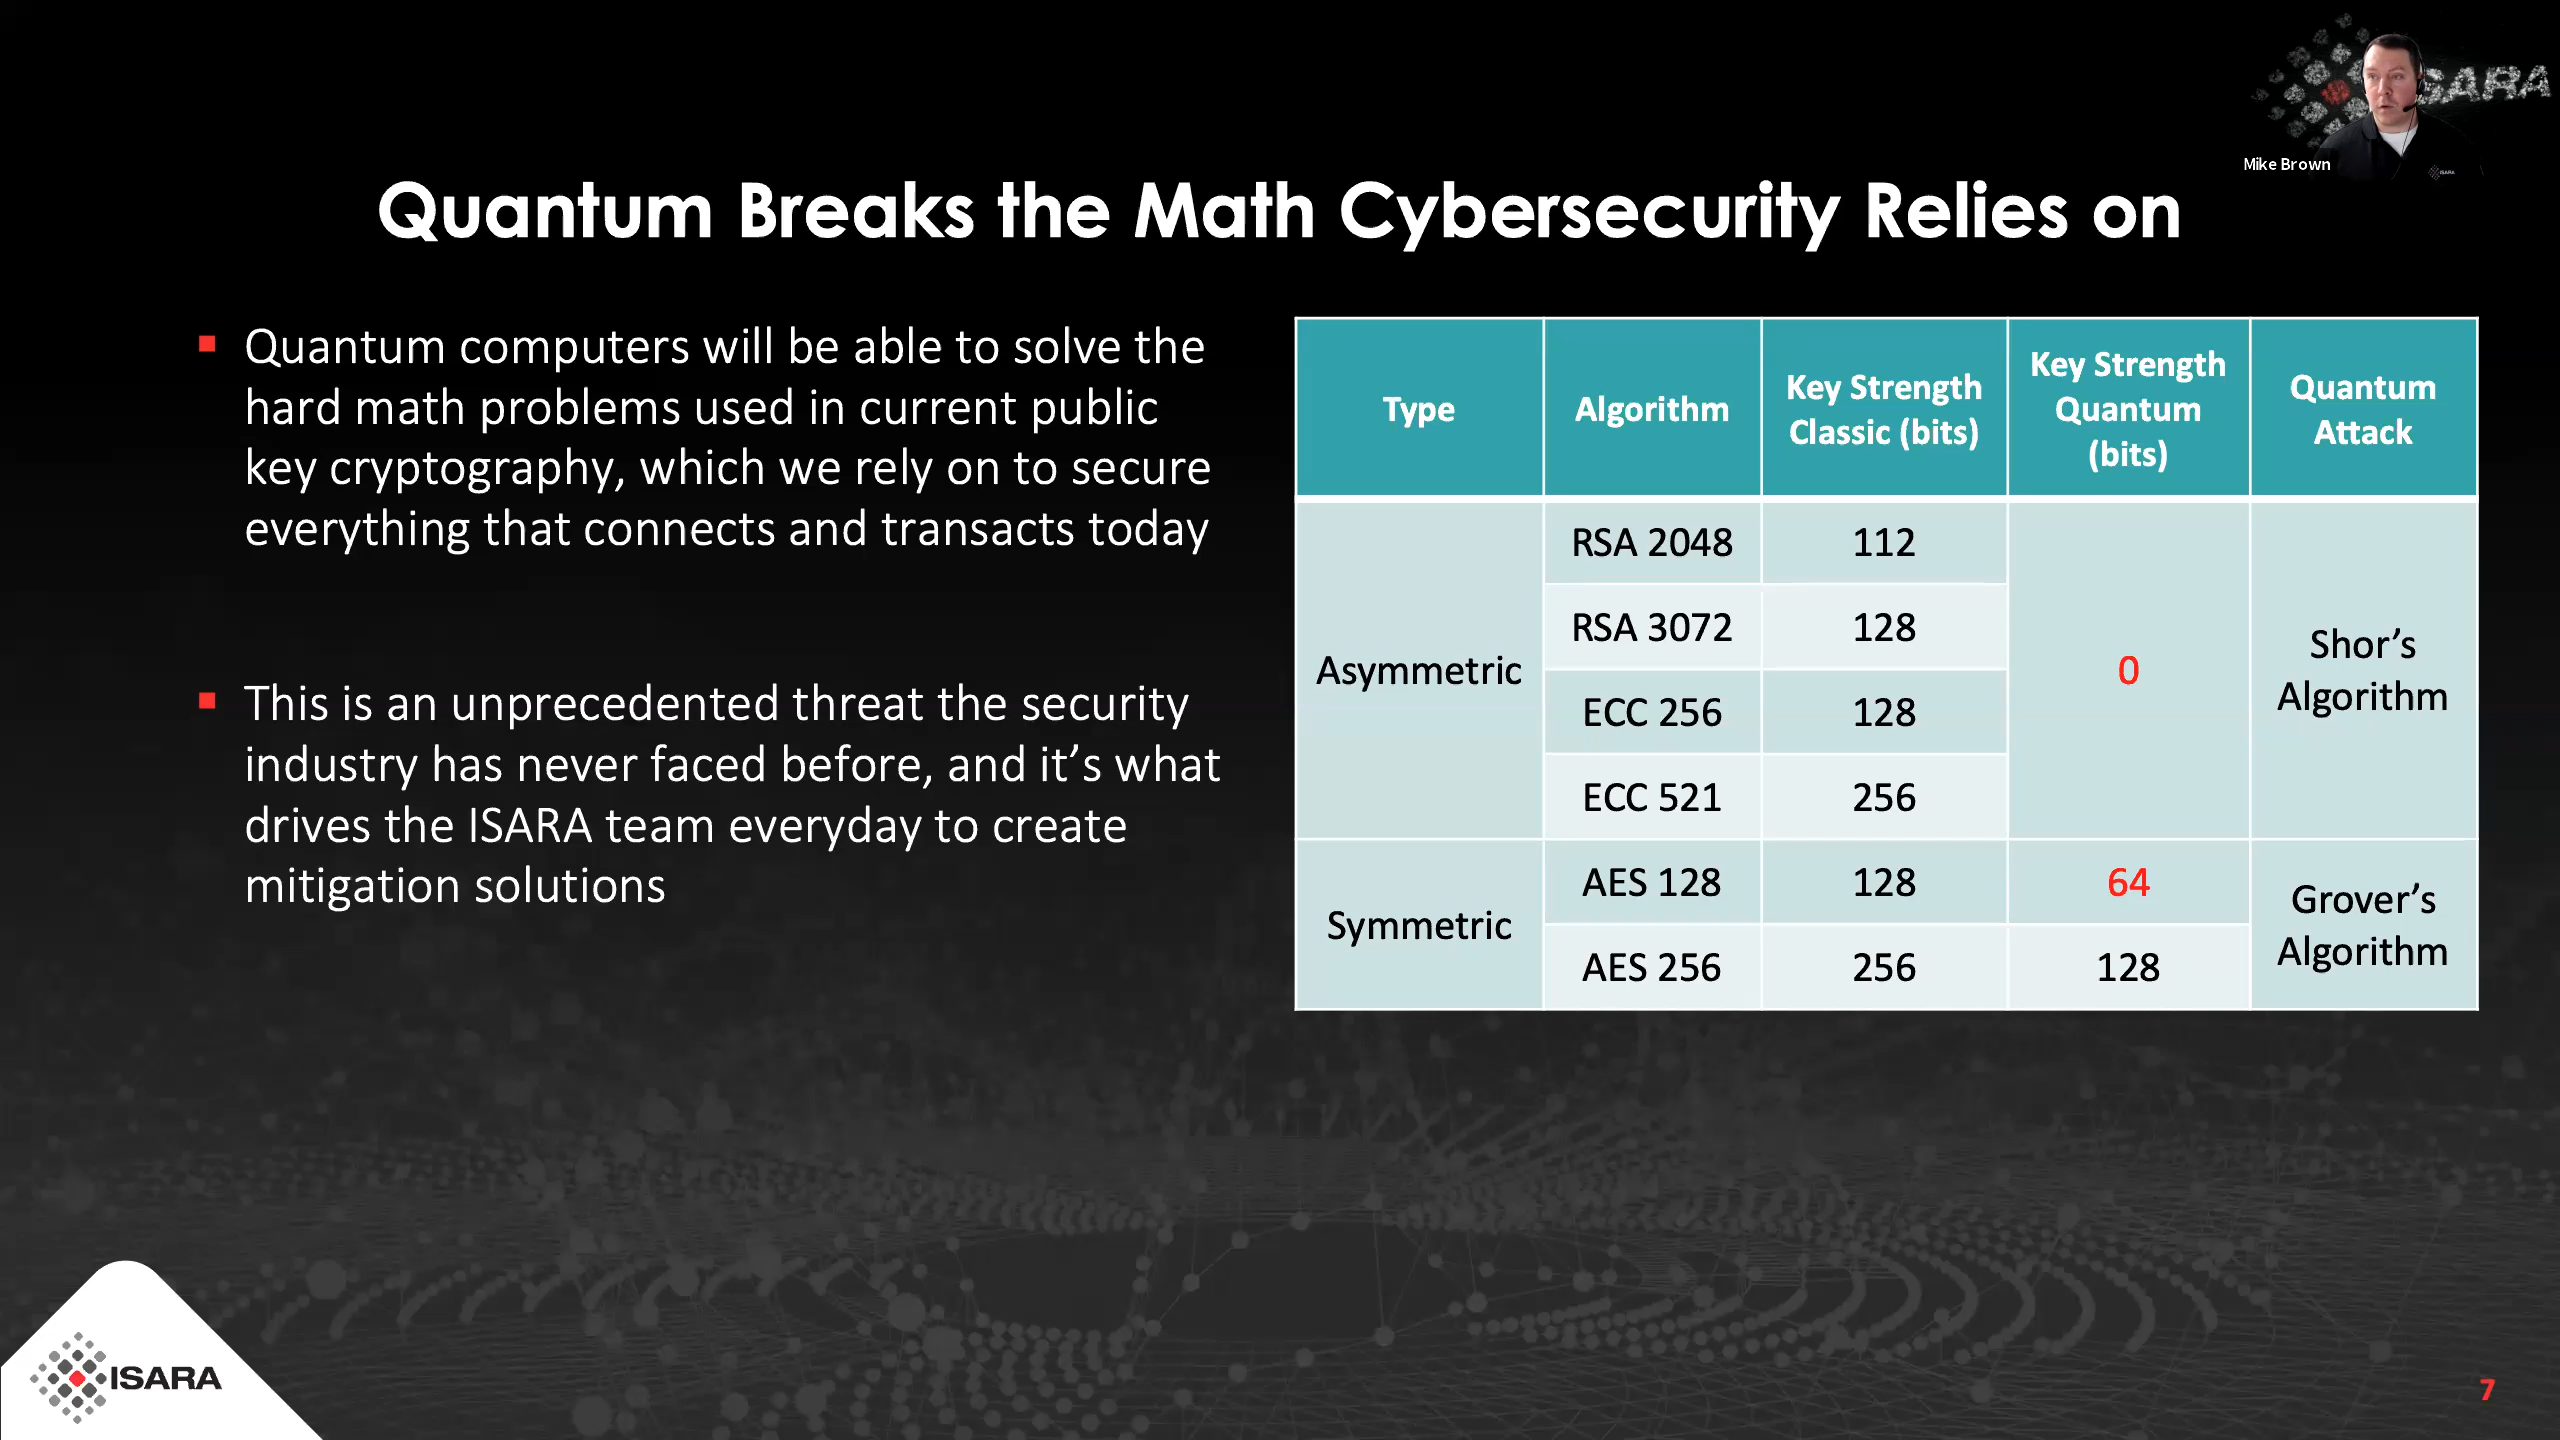 ISARA
Mike Brown
Quantum Breaks the Math Cybersecurity Relies on
▪ Quantum computers will be able to solve the
hard math problems used in current public
key cryptography, which we rely on to secure
everything that connects and transacts today
▪ This is an unprecedented threat the security
industry has never faced before, and it’s what
drives the ISARA team everyday to create
mitigation solutions
Type
Algorithm
Key Strength
Classic (bits)
Key Strength
Quantum
(bits)
Quantum
Attack
Asymmetric
RSA 2048
112
0
Shor’s
Algorithm
RSA 3072
128
ECC 256
128
ECC 521
256
Symmetric
AES 128
128
64
Grover’s
Algorithm
AES 256
256
128
ISARA
7